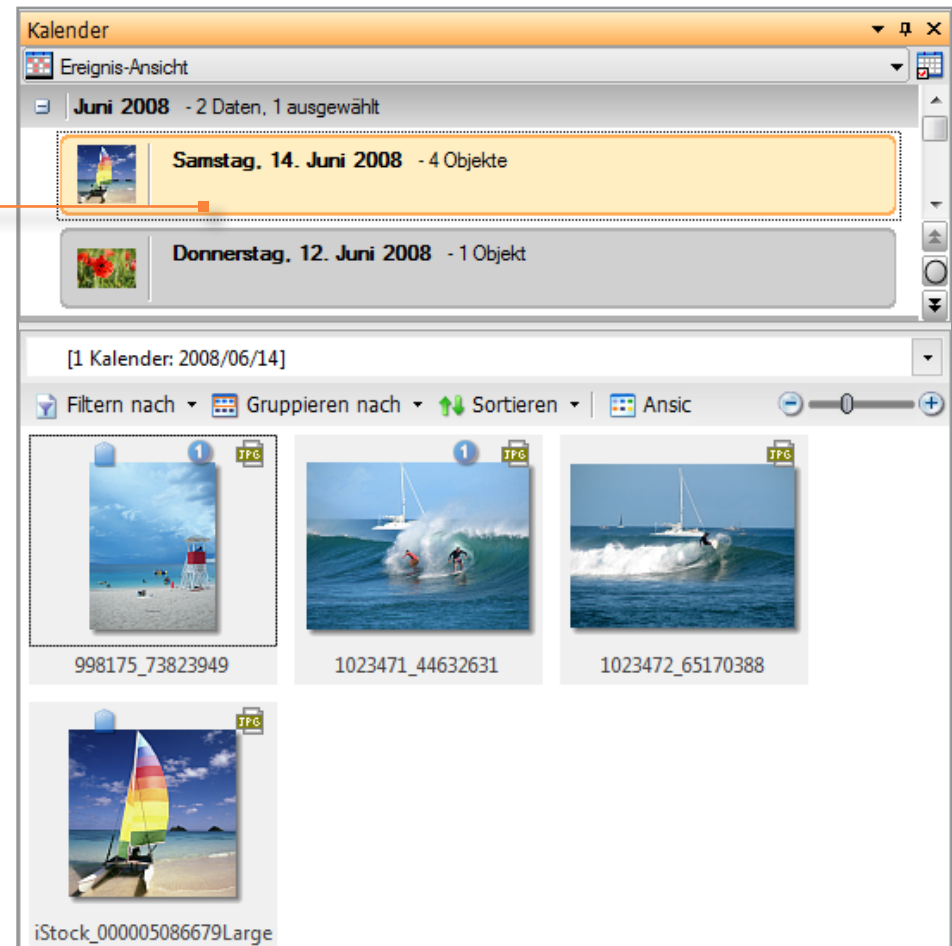 Kalender
Ereignis-Ansicht
Juni 2008 - 2 Daten, 1 ausgewählt
Samstag, 14. Juni 2008 - 4 Objekte
Donnerstag, 12. Juni 2008 - 1 Objekt
[1 Kalender: 2008/06/14]
Filtern nach Gruppieren nach Sortieren Ansic
1 JPG 1 JPG JPG
998175_73823949 1023471_44632631 1023472_65170388
JPG
iStock_000005086679Large